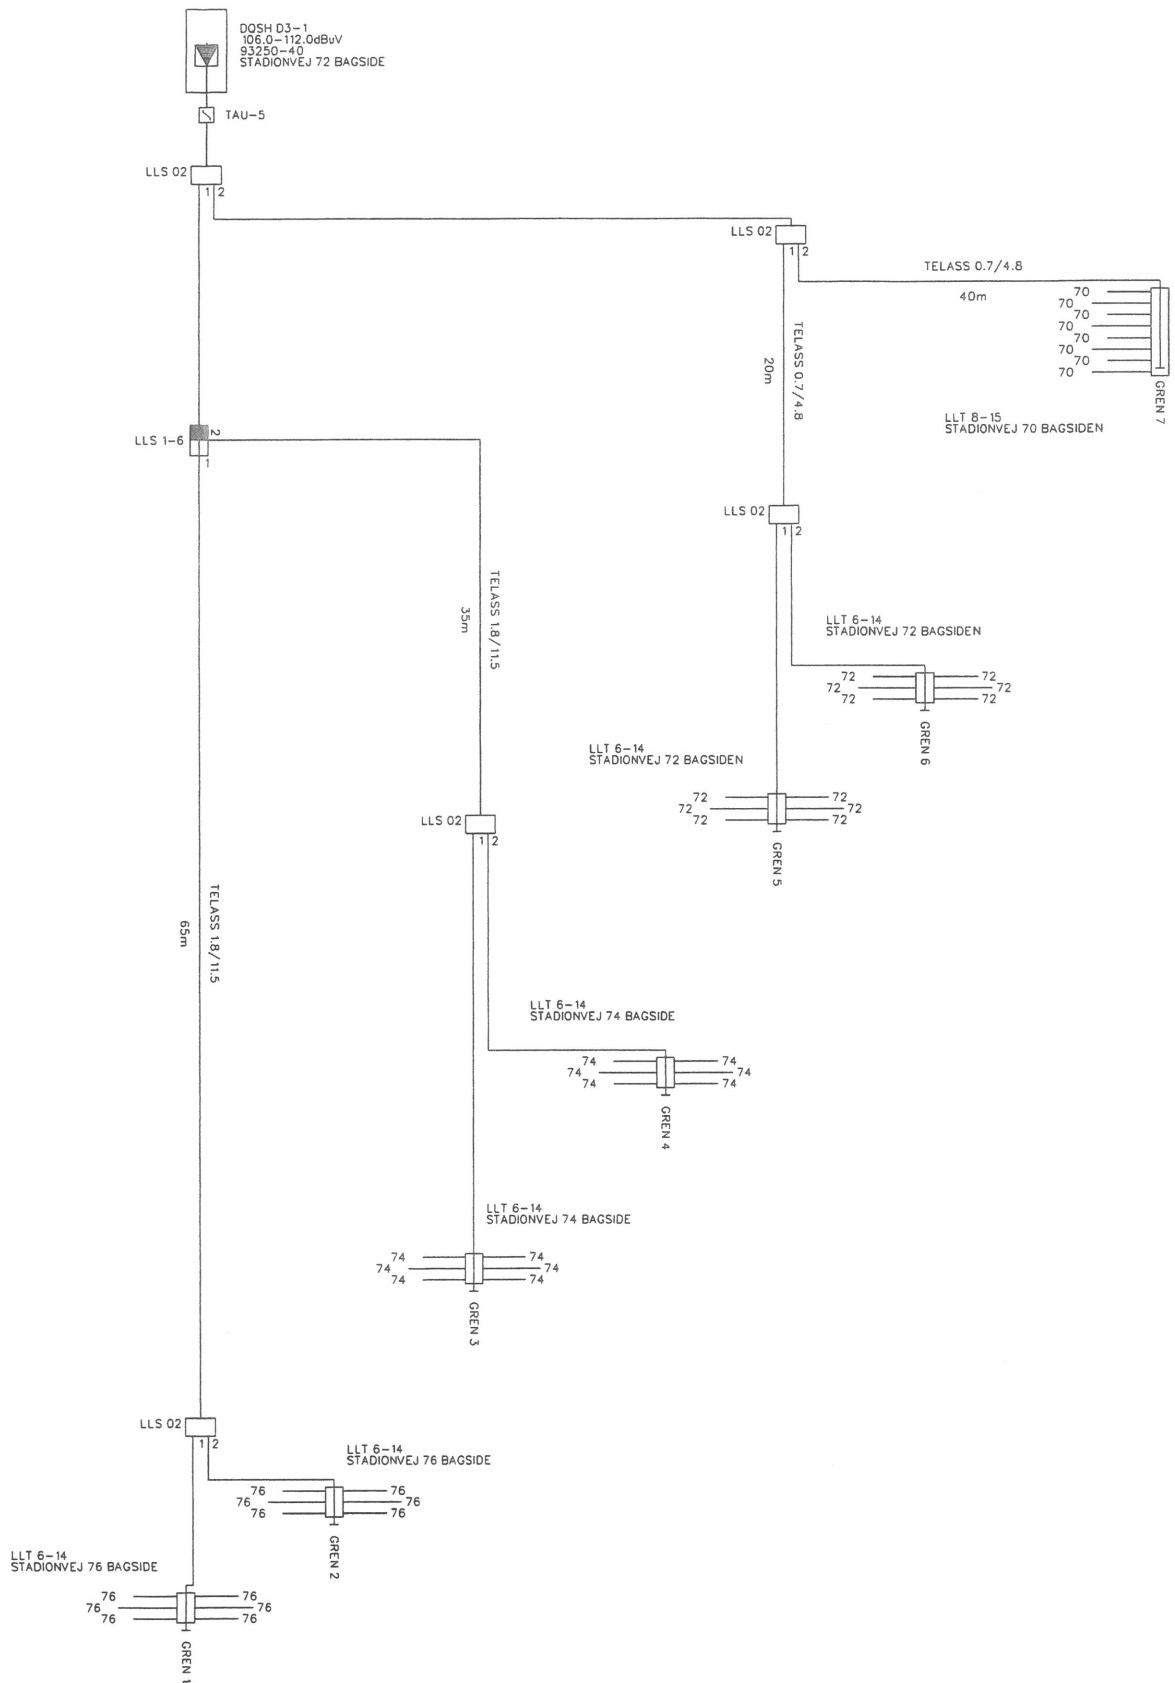 DQSH D3-1
106.0-112.0dBuV
93250-40
STADIONVEJ 72 BAGSIDE
TAU-5
LLS 02
1 2
LLS 02
1 2
TELASS 0.7/4.8
40m
70
70
70
70
70
70
70
70
GREN 7
LLT 8-15
STADIONVEJ 70 BAGSIDEN
TELASS 0.7/4.8
20m
LLS 1-6
2
1
LLS 02
1 2
TELASS 1.8/11.5
35m
LLT 6-14
STADIONVEJ 72 BAGSIDEN
72 72
72 72
72 72
GREN 6
LLT 6-14
STADIONVEJ 72 BAGSIDEN
72 72
72 72
72 72
GREN 5
LLS 02
1 2
TELASS 1.8/11.5
65m
LLT 6-14
STADIONVEJ 74 BAGSIDE
74 74
74 74
74 74
GREN 4
LLT 6-14
STADIONVEJ 74 BAGSIDE
74 74
74 74
74 74
GREN 3
LLS 02
1 2
LLT 6-14
STADIONVEJ 76 BAGSIDE
76 76
76 76
76 76
GREN 2
LLT 6-14
STADIONVEJ 76 BAGSIDE
76 76
76 76
76 76
GREN 1